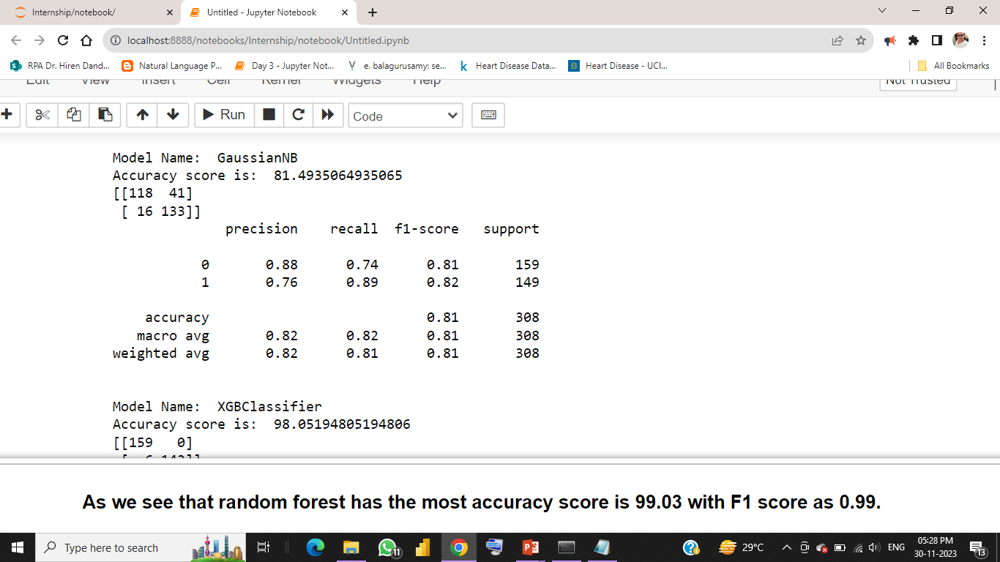 Internship/notebook/
Untitled - Jupyter Notebook
localhost:8888/notebooks/Internship/notebook/Untitled.ipynb
RPA Dr. Hiren Dand... Natural Language P... Day 3 - Jupyter Not... e. balagurusamy: se... Heart Disease Data... Heart Disease - UCI... All Bookmarks
Edit View Insert Cell Kernel Widgets Help Not Trusted
Run Code
Model Name:  GaussianNB
Accuracy score is:  81.4935064935065
[[118  41]
 [ 16 133]]
precision recall f1-score support
0 0.88 0.74 0.81 159
1 0.76 0.89 0.82 149
accuracy 0.81 308
macro avg 0.82 0.82 0.81 308
weighted avg 0.82 0.81 0.81 308
Model Name:  XGBClassifier
Accuracy score is:  98.05194805194806
[[159   0]
 [  6 143]]
As we see that random forest has the most accuracy score is 99.03 with F1 score as 0.99.
Type here to search
11
29°C
ENG
05:28 PM
30-11-2023
13